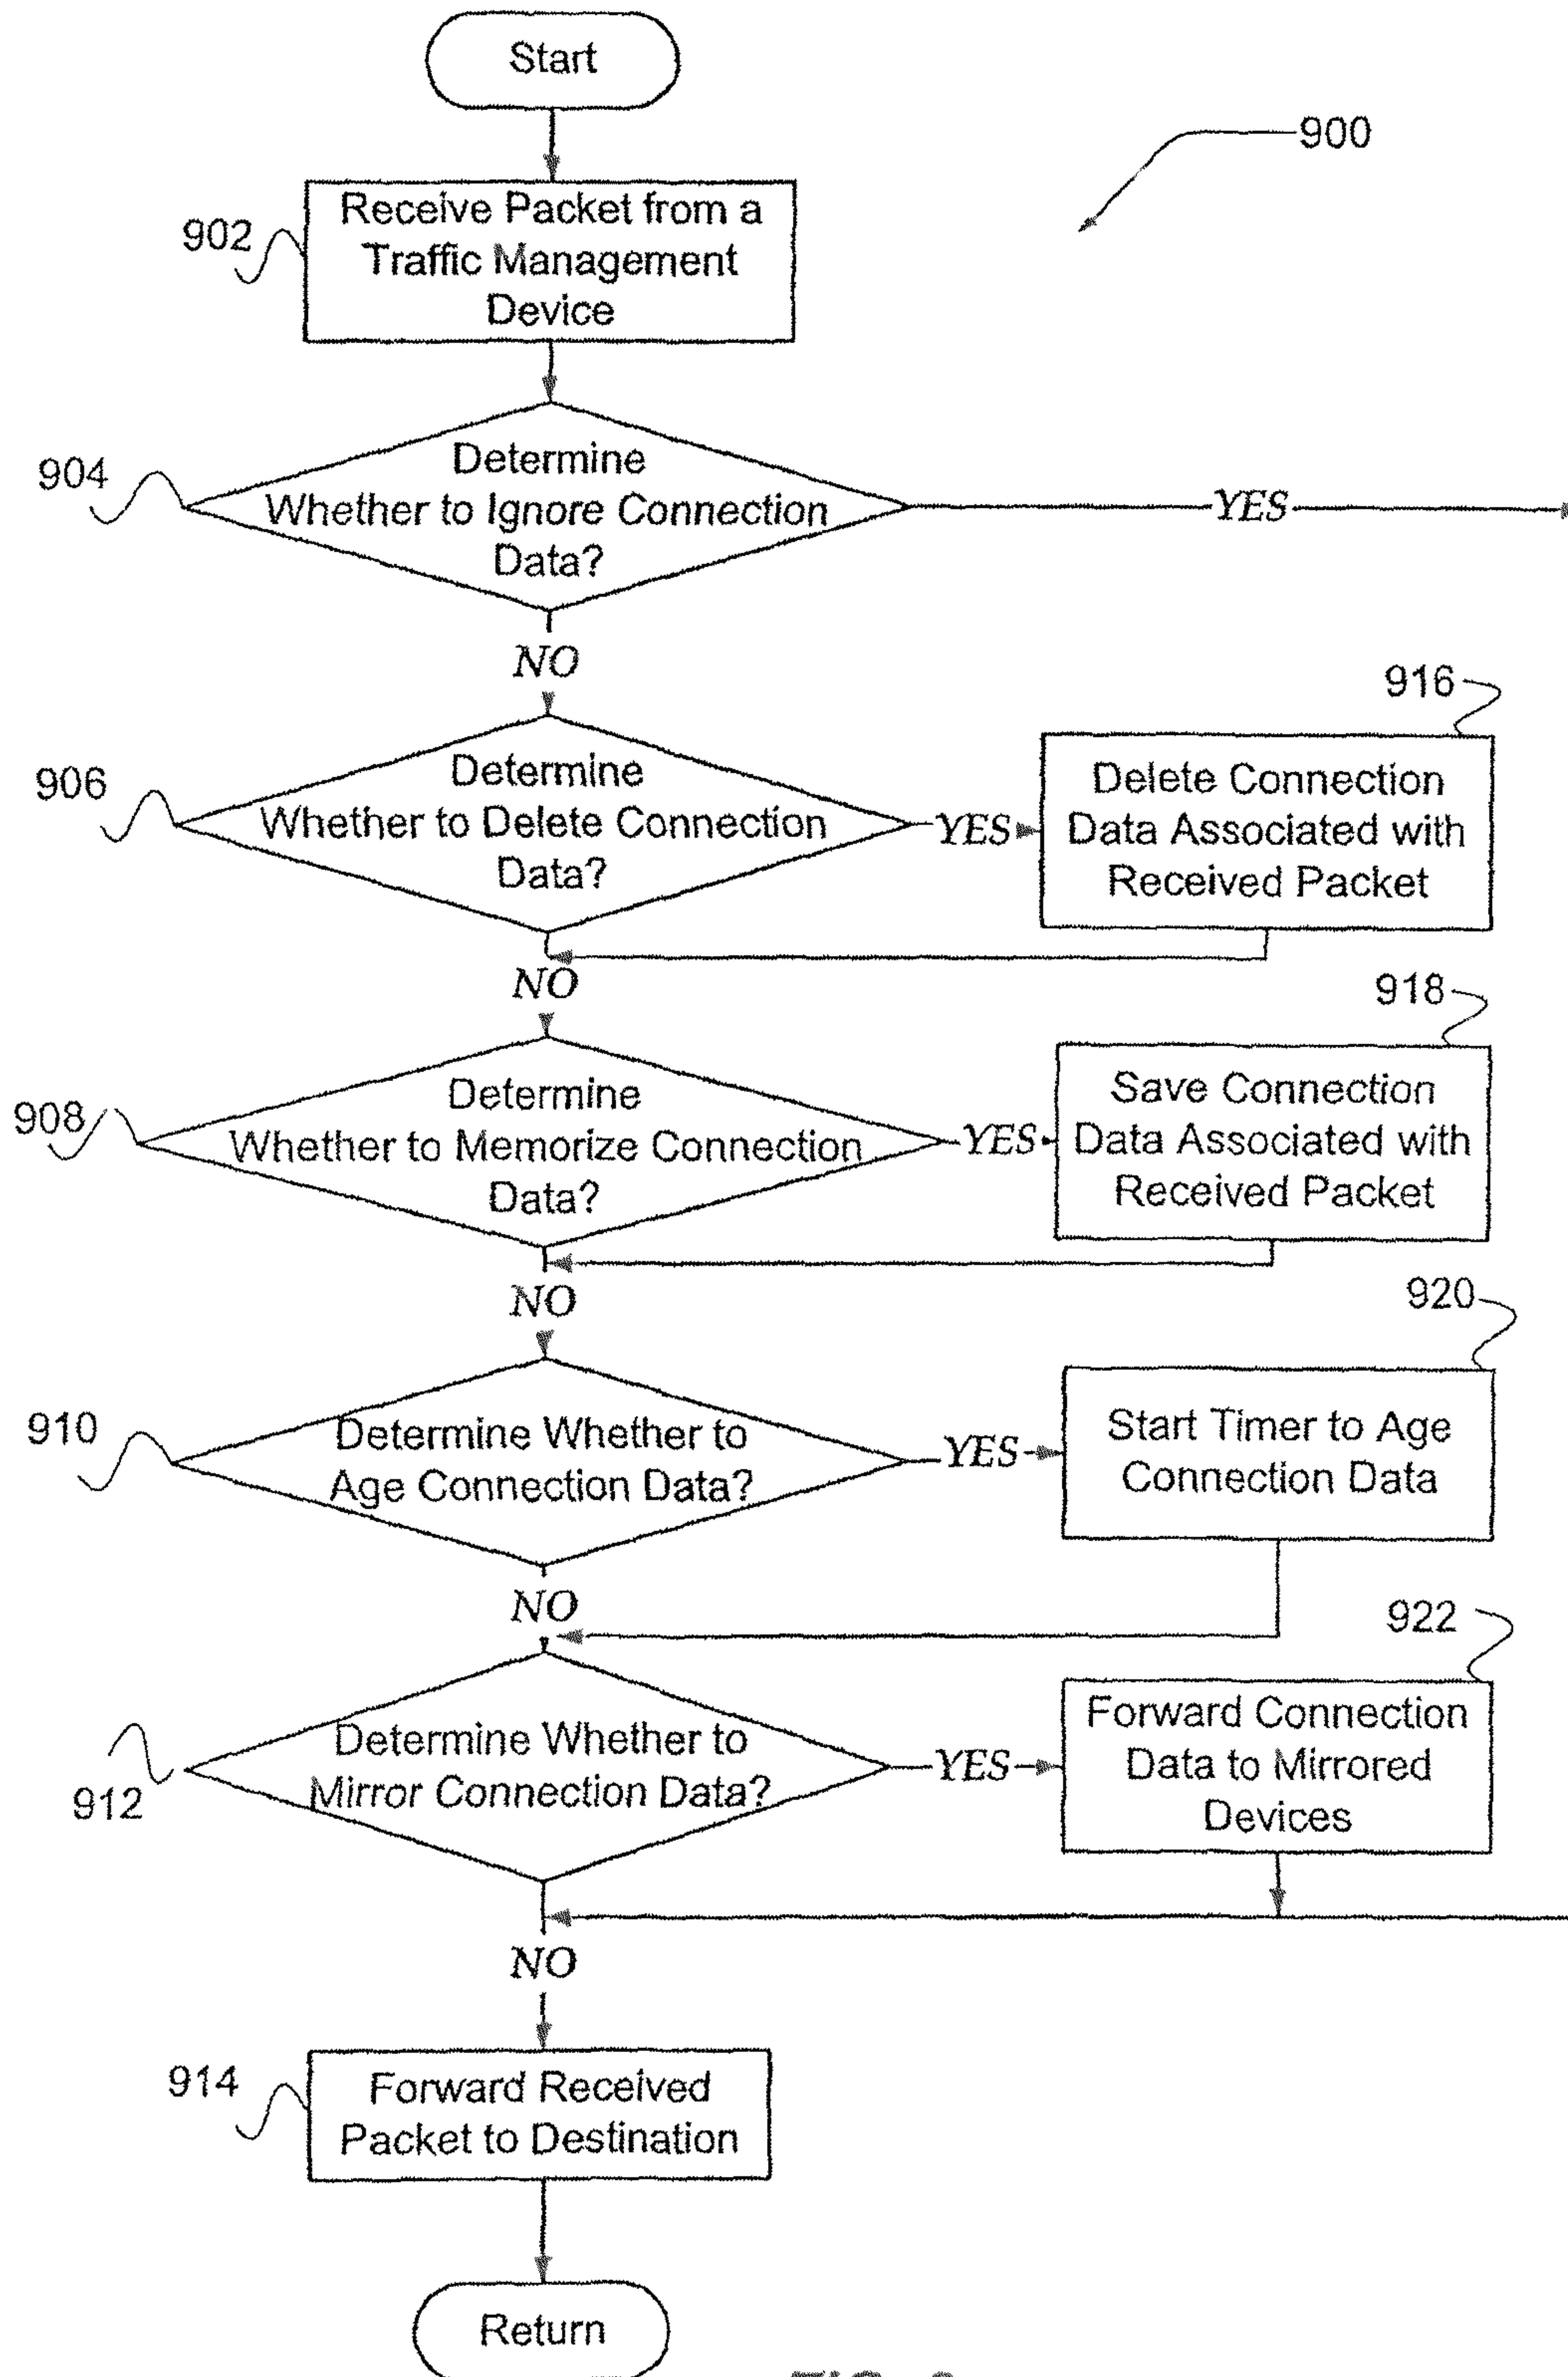 Start
900
902
Receive Packet from a
Traffic Management
Device
904
Determine
Whether to Ignore Connection
Data?
YES
NO
916
906
Determine
Whether to Delete Connection
Data?
YES
Delete Connection
Data Associated with
Received Packet
NO
918
908
Determine
Whether to Memorize Connection
Data?
YES
Save Connection
Data Associated with
Received Packet
NO
920
910
Determine Whether to
Age Connection Data?
YES
Start Timer to Age
Connection Data
NO
922
912
Determine Whether to
Mirror Connection Data?
YES
Forward Connection
Data to Mirrored
Devices
NO
914
Forward Received
Packet to Destination
Return